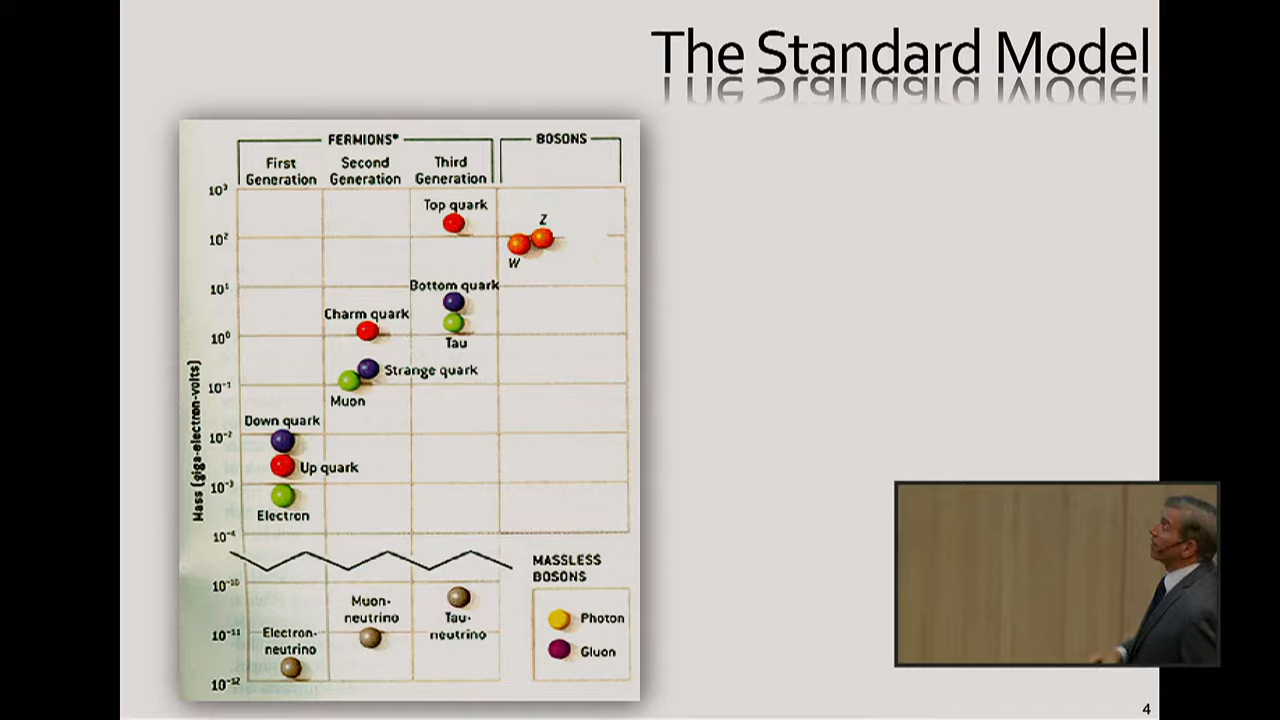 The Standard Model
FERMIONS*
BOSONS
First Generation
Second Generation
Third Generation
10³
10²
10¹
10⁰
10⁻¹
10⁻²
10⁻³
10⁻⁴
10⁻¹⁰
10⁻¹¹
10⁻¹²
Mass (giga-electron-volts)
Top quark
Z
W
Bottom quark
Charm quark
Tau
Strange quark
Muon
Down quark
Up quark
Electron
MASSLESS
BOSONS
Muon-
neutrino
Tau-
neutrino
Electron-
neutrino
Photon
Gluon
4